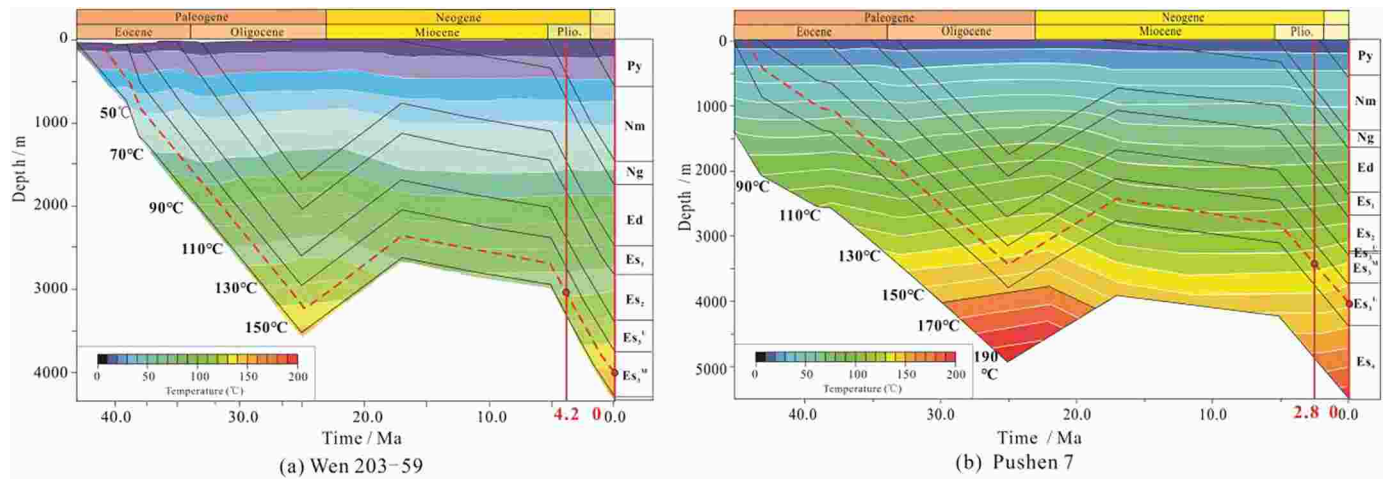 Paleogene Neogene
Eocene Oligocene Miocene Plio.
0
1000
2000
3000
4000
Depth / m
50℃
70℃
90℃
110℃
130℃
150℃
Py
Nm
Ng
Ed
Es₁
Es₂
Es₃ᵁ
Es₃ᴹ
0 50 100 150 200
Temperature (℃)
40.0 30.0 20.0 10.0 0.0
4.2 0
Time / Ma
(a) Wen 203-59
Paleogene Neogene
Eocene Oligocene Miocene Plio.
0
1000
2000
3000
4000
5000
Depth / m
90℃
110℃
130℃
150℃
170℃
190
℃
Py
Nm
Ng
Ed
Es₁
Es₂
Es₃ᴹ
Es₃ᴸ
Es₄
0 50 100 150 200
Temperature (℃)
40.0 30.0 20.0 10.0 0.0
2.8 0
Time / Ma
(b) Pushen 7